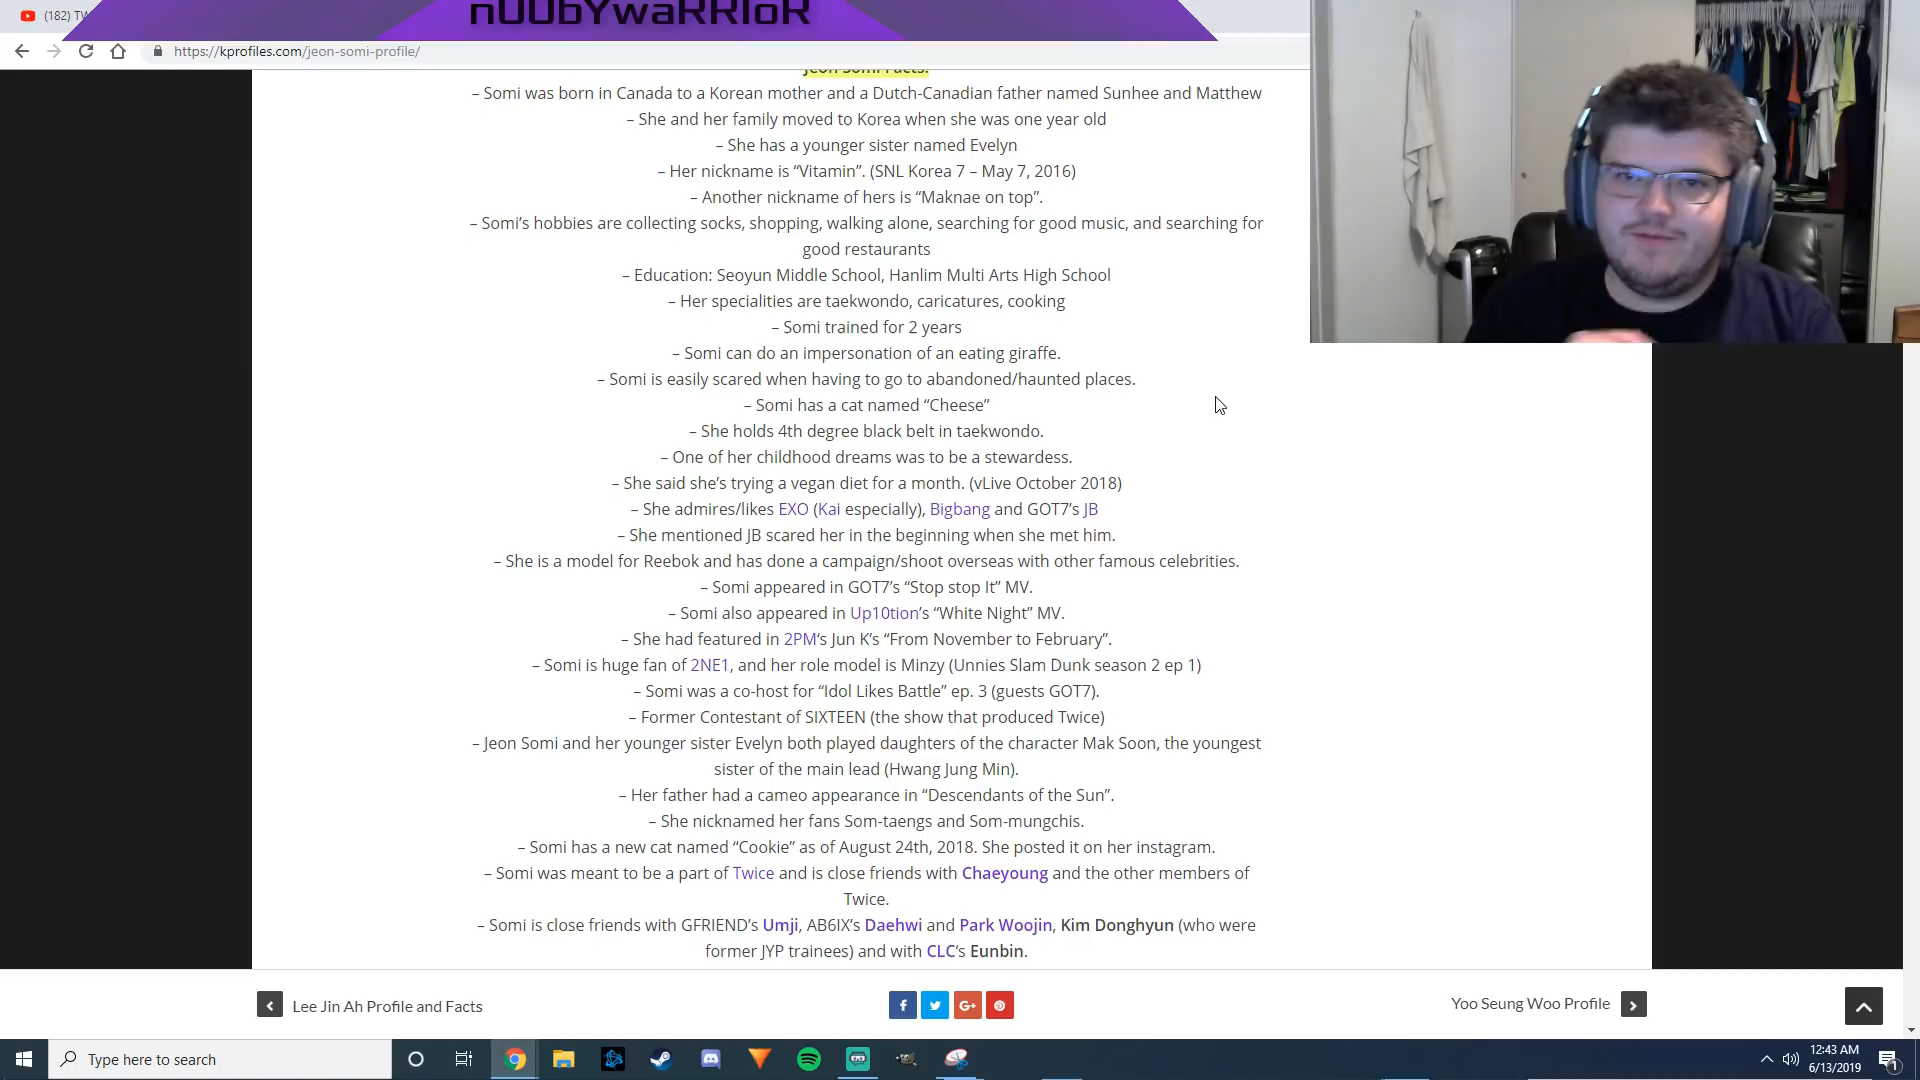 (182) TW
nUUbYwaRRIoR
https://kprofiles.com/jeon-somi-profile/
Jeon Somi Facts:
– Somi was born in Canada to a Korean mother and a Dutch-Canadian father named Sunhee and Matthew
– She and her family moved to Korea when she was one year old
– She has a younger sister named Evelyn
– Her nickname is “Vitamin”. (SNL Korea 7 – May 7, 2016)
– Another nickname of hers is “Maknae on top”.
– Somi’s hobbies are collecting socks, shopping, walking alone, searching for good music, and searching for
good restaurants
– Education: Seoyun Middle School, Hanlim Multi Arts High School
– Her specialities are taekwondo, caricatures, cooking
– Somi trained for 2 years
– Somi can do an impersonation of an eating giraffe.
– Somi is easily scared when having to go to abandoned/haunted places.
– Somi has a cat named “Cheese”
– She holds 4th degree black belt in taekwondo.
– One of her childhood dreams was to be a stewardess.
– She said she’s trying a vegan diet for a month. (vLive October 2018)
– She admires/likes EXO (Kai especially), Bigbang and GOT7’s JB
– She mentioned JB scared her in the beginning when she met him.
– She is a model for Reebok and has done a campaign/shoot overseas with other famous celebrities.
– Somi appeared in GOT7’s “Stop stop It” MV.
– Somi also appeared in Up10tion’s “White Night” MV.
– She had featured in 2PM‘s Jun K’s “From November to February”.
– Somi is huge fan of 2NE1, and her role model is Minzy (Unnies Slam Dunk season 2 ep 1)
– Somi was a co-host for “Idol Likes Battle” ep. 3 (guests GOT7).
– Former Contestant of SIXTEEN (the show that produced Twice)
– Jeon Somi and her younger sister Evelyn both played daughters of the character Mak Soon, the youngest
sister of the main lead (Hwang Jung Min).
– Her father had a cameo appearance in “Descendants of the Sun”.
– She nicknamed her fans Som-taengs and Som-mungchis.
– Somi has a new cat named “Cookie” as of August 24th, 2018. She posted it on her instagram.
– Somi was meant to be a part of Twice and is close friends with Chaeyoung and the other members of
Twice.
– Somi is close friends with GFRIEND’s Umji, AB6IX’s Daehwi and Park Woojin, Kim Donghyun (who were
former JYP trainees) and with CLC‘s Eunbin.
Lee Jin Ah Profile and Facts
Yoo Seung Woo Profile
Type here to search
12:43 AM
6/13/2019
1